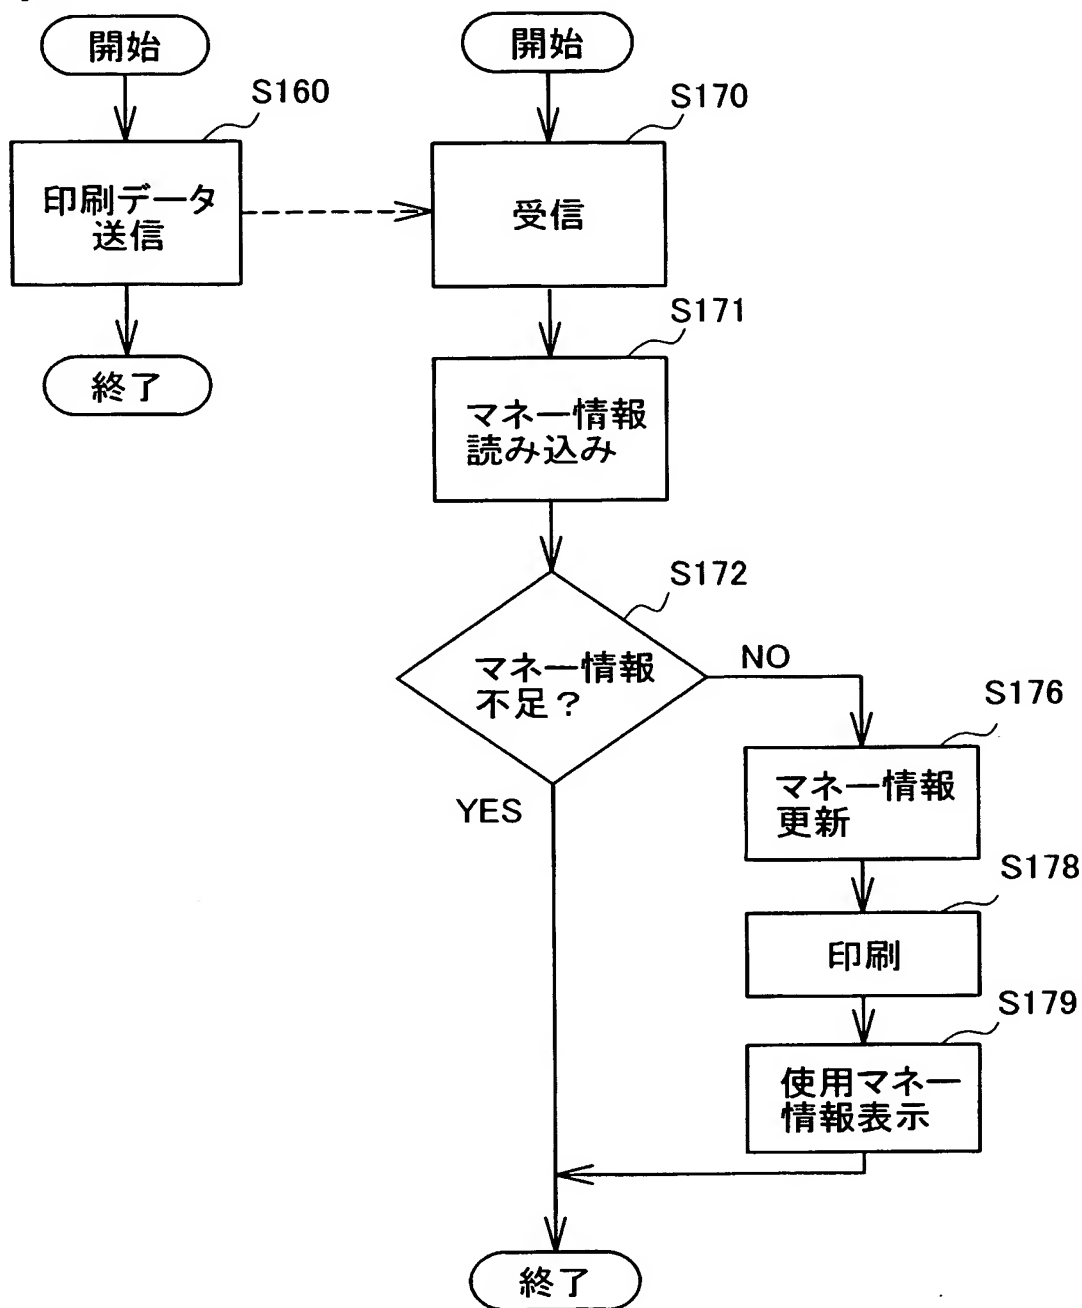 開始
S160
印刷データ
送信
終了
開始
S170
受信
S171
マネー情報
読み込み
S172
マネー情報
不足？
NO
YES
S176
マネー情報
更新
S178
印刷
S179
使用マネー
情報表示
終了